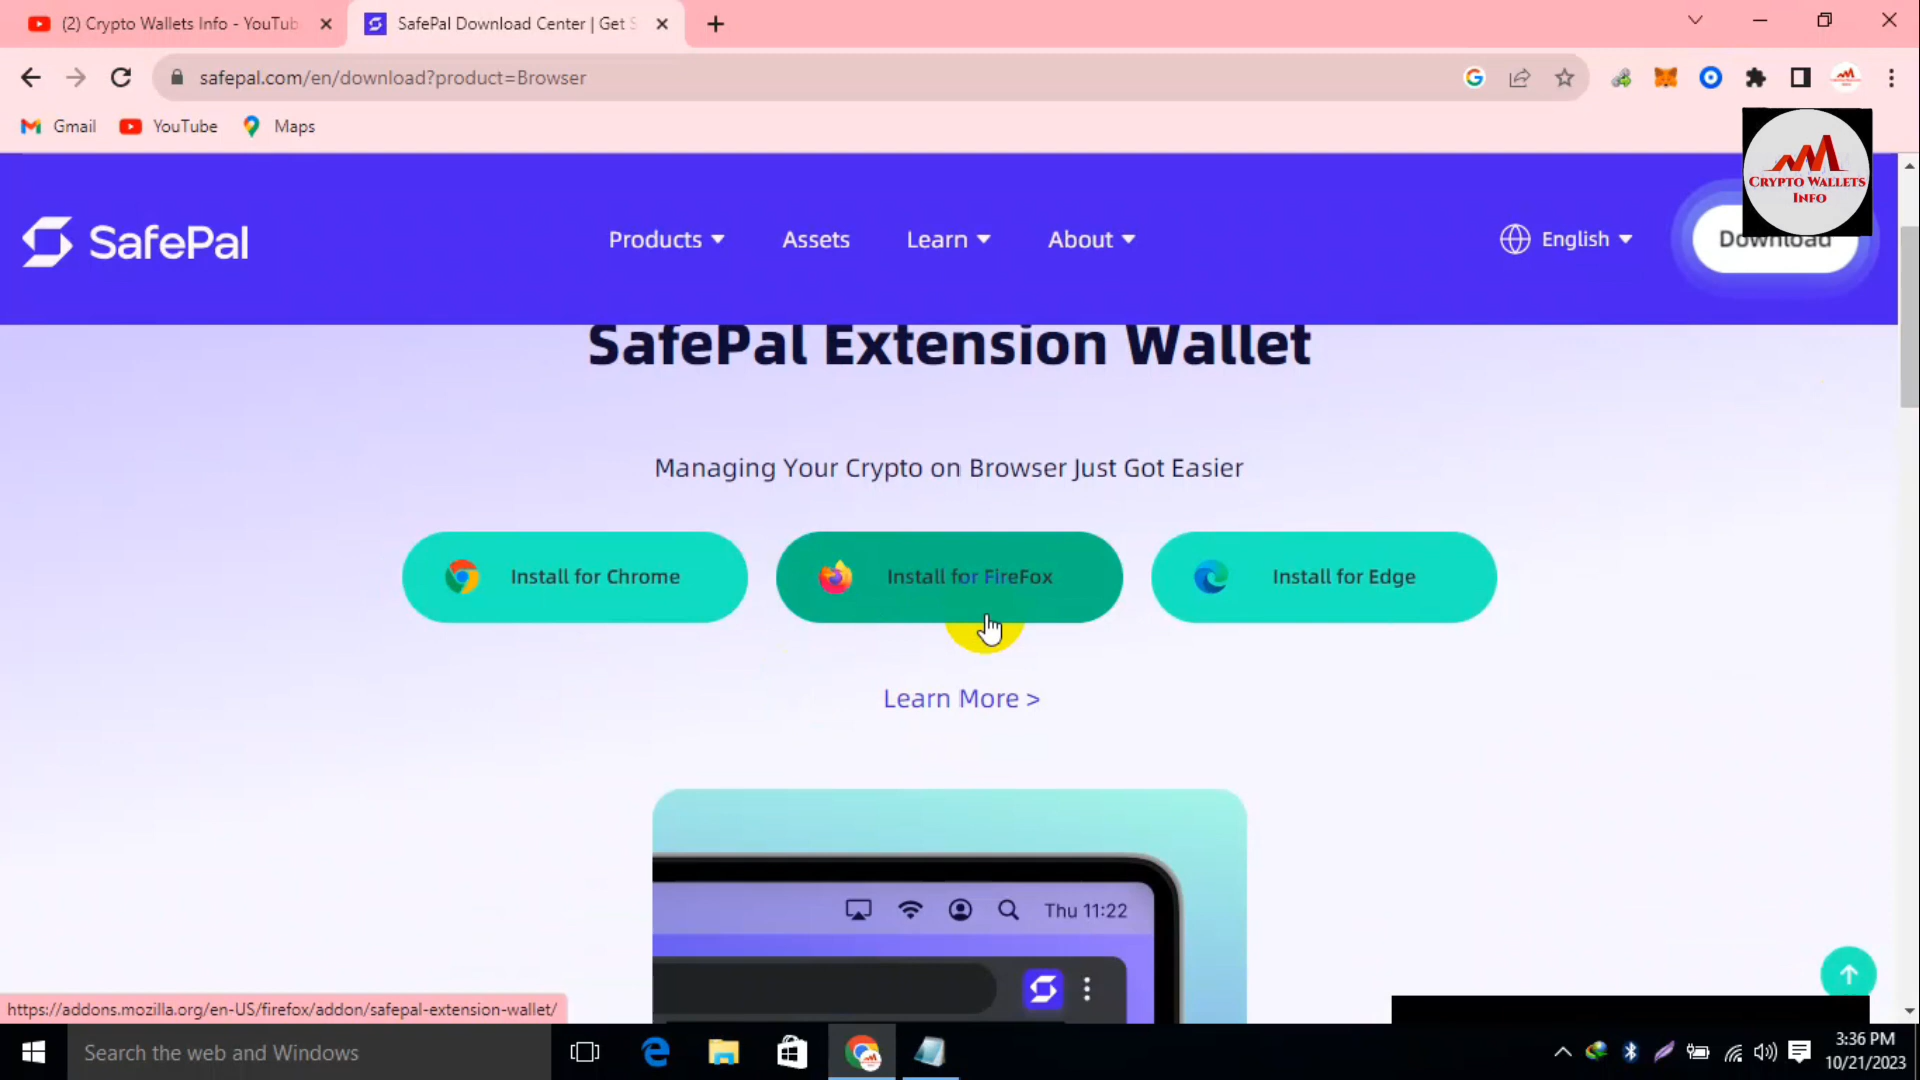 (2) Crypto Wallets Info - YouTub
SafePal Download Center | Get S
safepal.com/en/download?product=Browser
Gmail
YouTube
Maps
CRYPTO WALLETS
INFO
SafePal
Products
Assets
Learn
About
English
Download
SafePal Extension Wallet
Managing Your Crypto on Browser Just Got Easier
Install for Chrome
Install for FireFox
Install for Edge
Learn More >
Thu 11:22
https://addons.mozilla.org/en-US/firefox/addon/safepal-extension-wallet/
Search the web and Windows
3:36 PM
10/21/2023